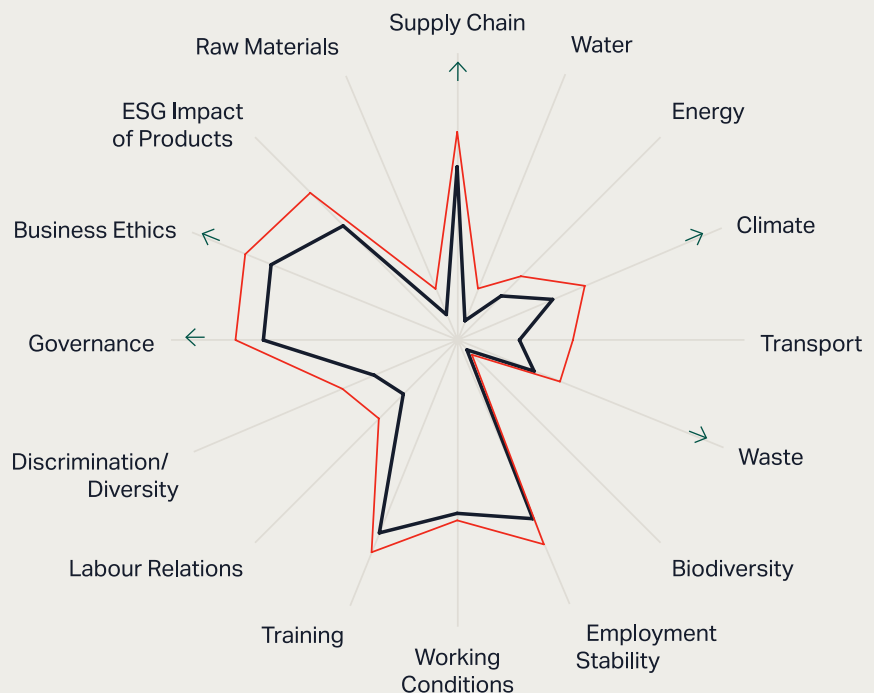 Supply Chain
Water
Energy
Climate
Transport
Waste
Biodiversity
Employment
Stability
Working
Conditions
Training
Labour Relations
Discrimination/
Diversity
Governance
Business Ethics
ESG Impact
of Products
Raw Materials